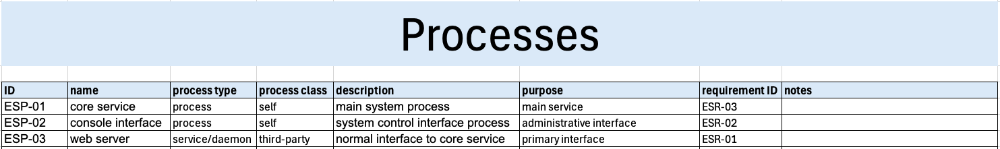 Processes
ID name process type process class description purpose requirement ID notes
ESP-01 core service process self main system process main service ESR-03
ESP-02 console interface process self system control interface process administrative interface ESR-02
ESP-03 web server service/daemon third-party normal interface to core service primary interface ESR-01